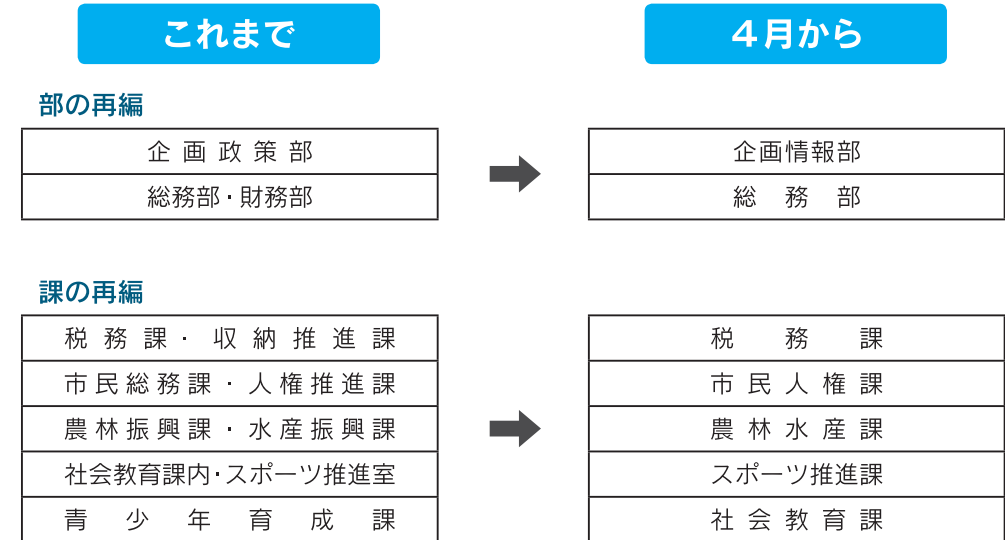 これまで
4月から
部の再編
企画政策部
企画情報部
総務部・財務部
総務部
課の再編
税務課・収納推進課
税務課
市民総務課・人権推進課
市民人権課
農林振興課・水産振興課
農林水産課
社会教育課内・スポーツ推進室
スポーツ推進課
青少年育成課
社会教育課